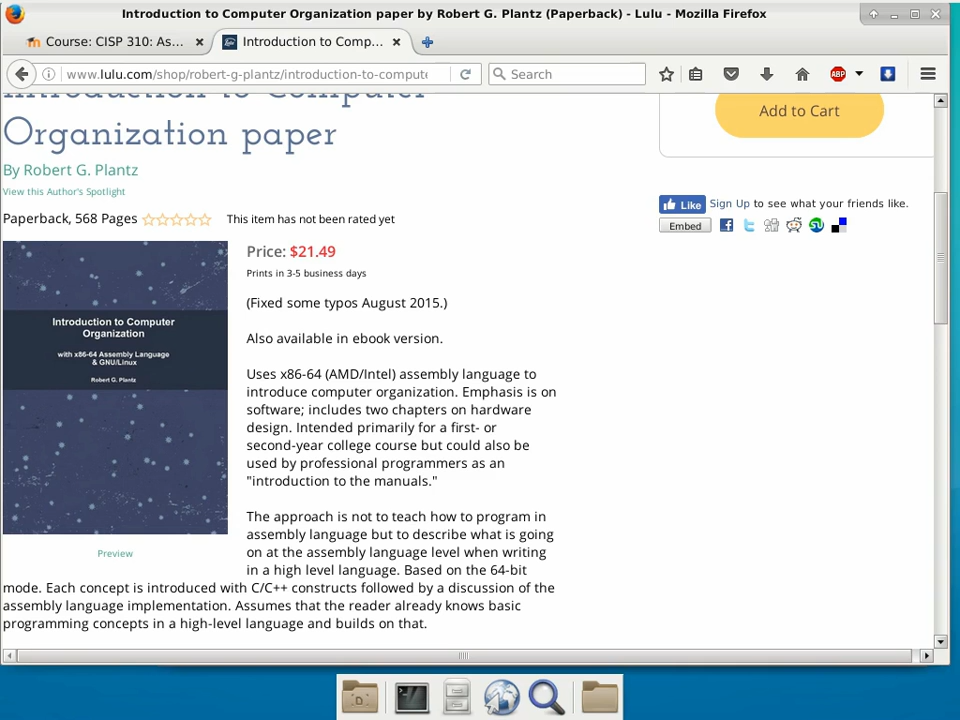 Introduction to Computer Organization paper by Robert G. Plantz (Paperback) - Lulu - Mozilla Firefox
Course: CISP 310: As...
Introduction to Comp...
www.lulu.com/shop/robert-g-plantz/introduction-to-compute
Search
ABP
Introduction to Computer
Organization paper
Add to Cart
By Robert G. Plantz
View this Author's Spotlight
Paperback, 568 Pages
This item has not been rated yet
Like
Sign Up to see what your friends like.
Embed
Introduction to Computer
Organization
with x86-64 Assembly Language
& GNU/Linux
Robert G. Plantz
Preview
Price: $21.49
Prints in 3-5 business days
(Fixed some typos August 2015.)
Also available in ebook version.
Uses x86-64 (AMD/Intel) assembly language to
introduce computer organization. Emphasis is on
software; includes two chapters on hardware
design. Intended primarily for a first- or
second-year college course but could also be
used by professional programmers as an
"introduction to the manuals."
The approach is not to teach how to program in
assembly language but to describe what is going
on at the assembly language level when writing
in a high level language. Based on the 64-bit
mode. Each concept is introduced with C/C++ constructs followed by a discussion of the
assembly language implementation. Assumes that the reader already knows basic
programming concepts in a high-level language and builds on that.